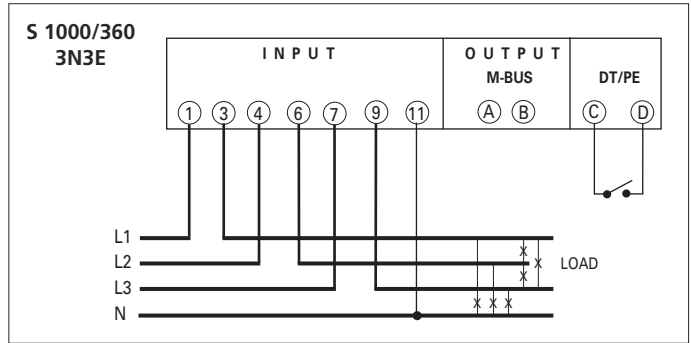 S 1000/360
3N3E
INPUT
OUTPUT
M-BUS
DT/PE
1 3 4 6 7 9 11 A B C D
L1
L2
L3
N
x
x x
x
x x x
LOAD